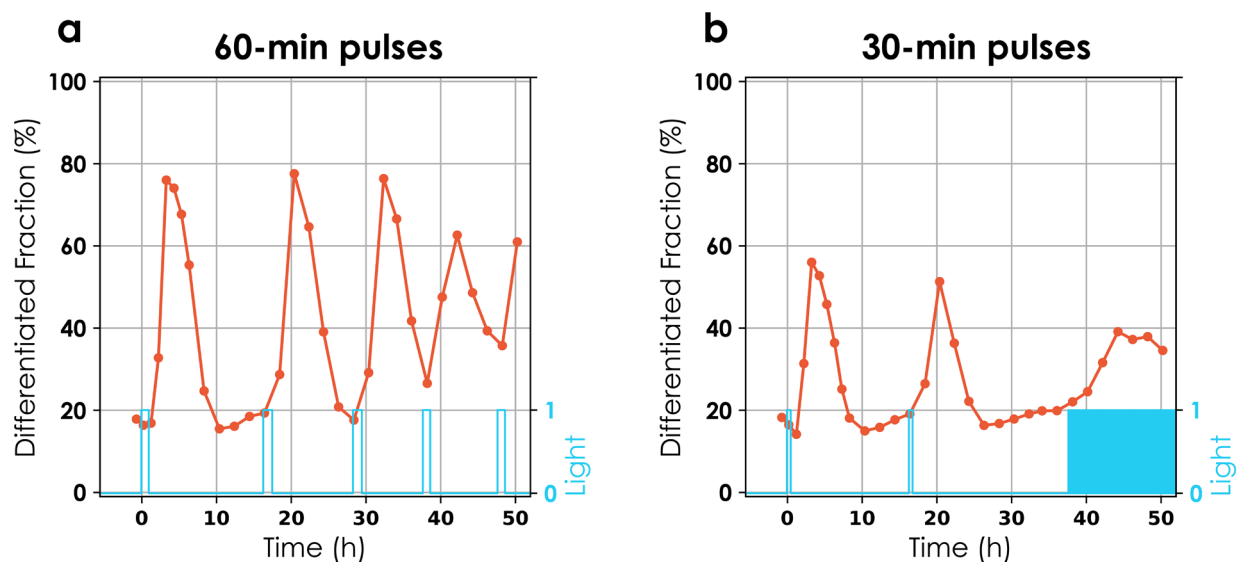 a
60-min pulses
100
80
60
40
20
0
Differentiated Fraction (%)
0 10 20 30 40 50
Time (h)
1
0
Light
b
30-min pulses
100
80
60
40
20
0
Differentiated Fraction (%)
0 10 20 30 40 50
Time (h)
1
0
Light